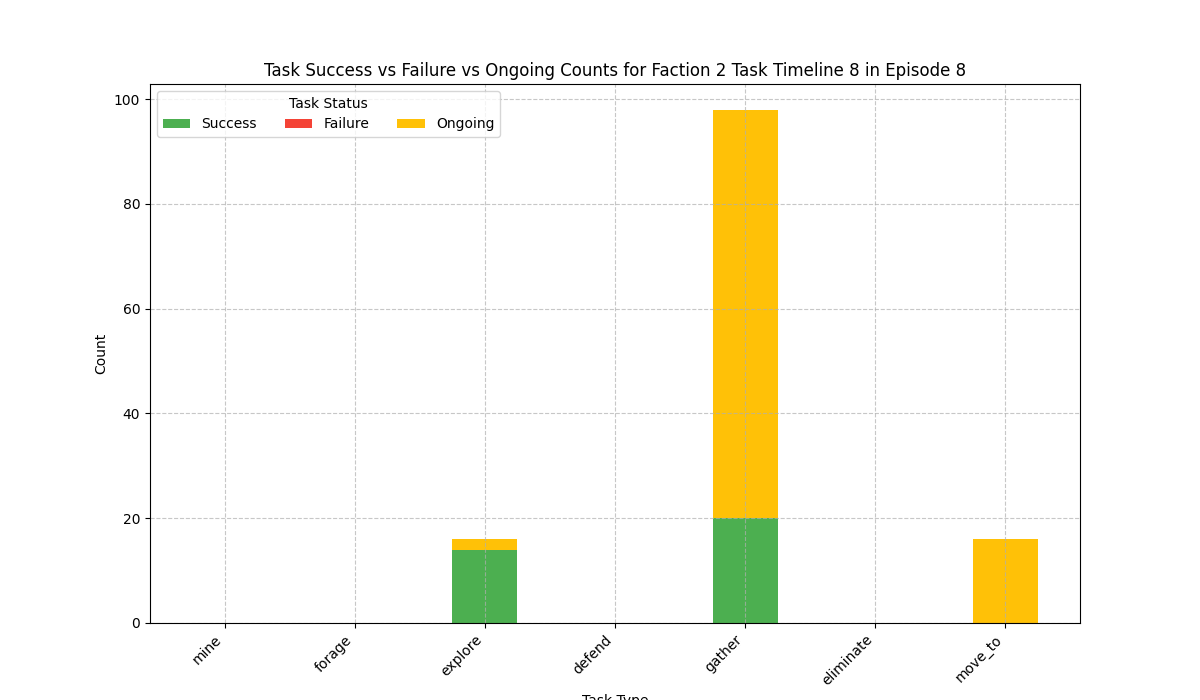 Task Success vs Failure vs Ongoing Counts for Faction 2 Task Timeline 8 in Episode 8
Task Status
Success Failure Ongoing
100
80
60
40
20
0
Count
mine forage explore defend gather eliminate move_to
Task Type